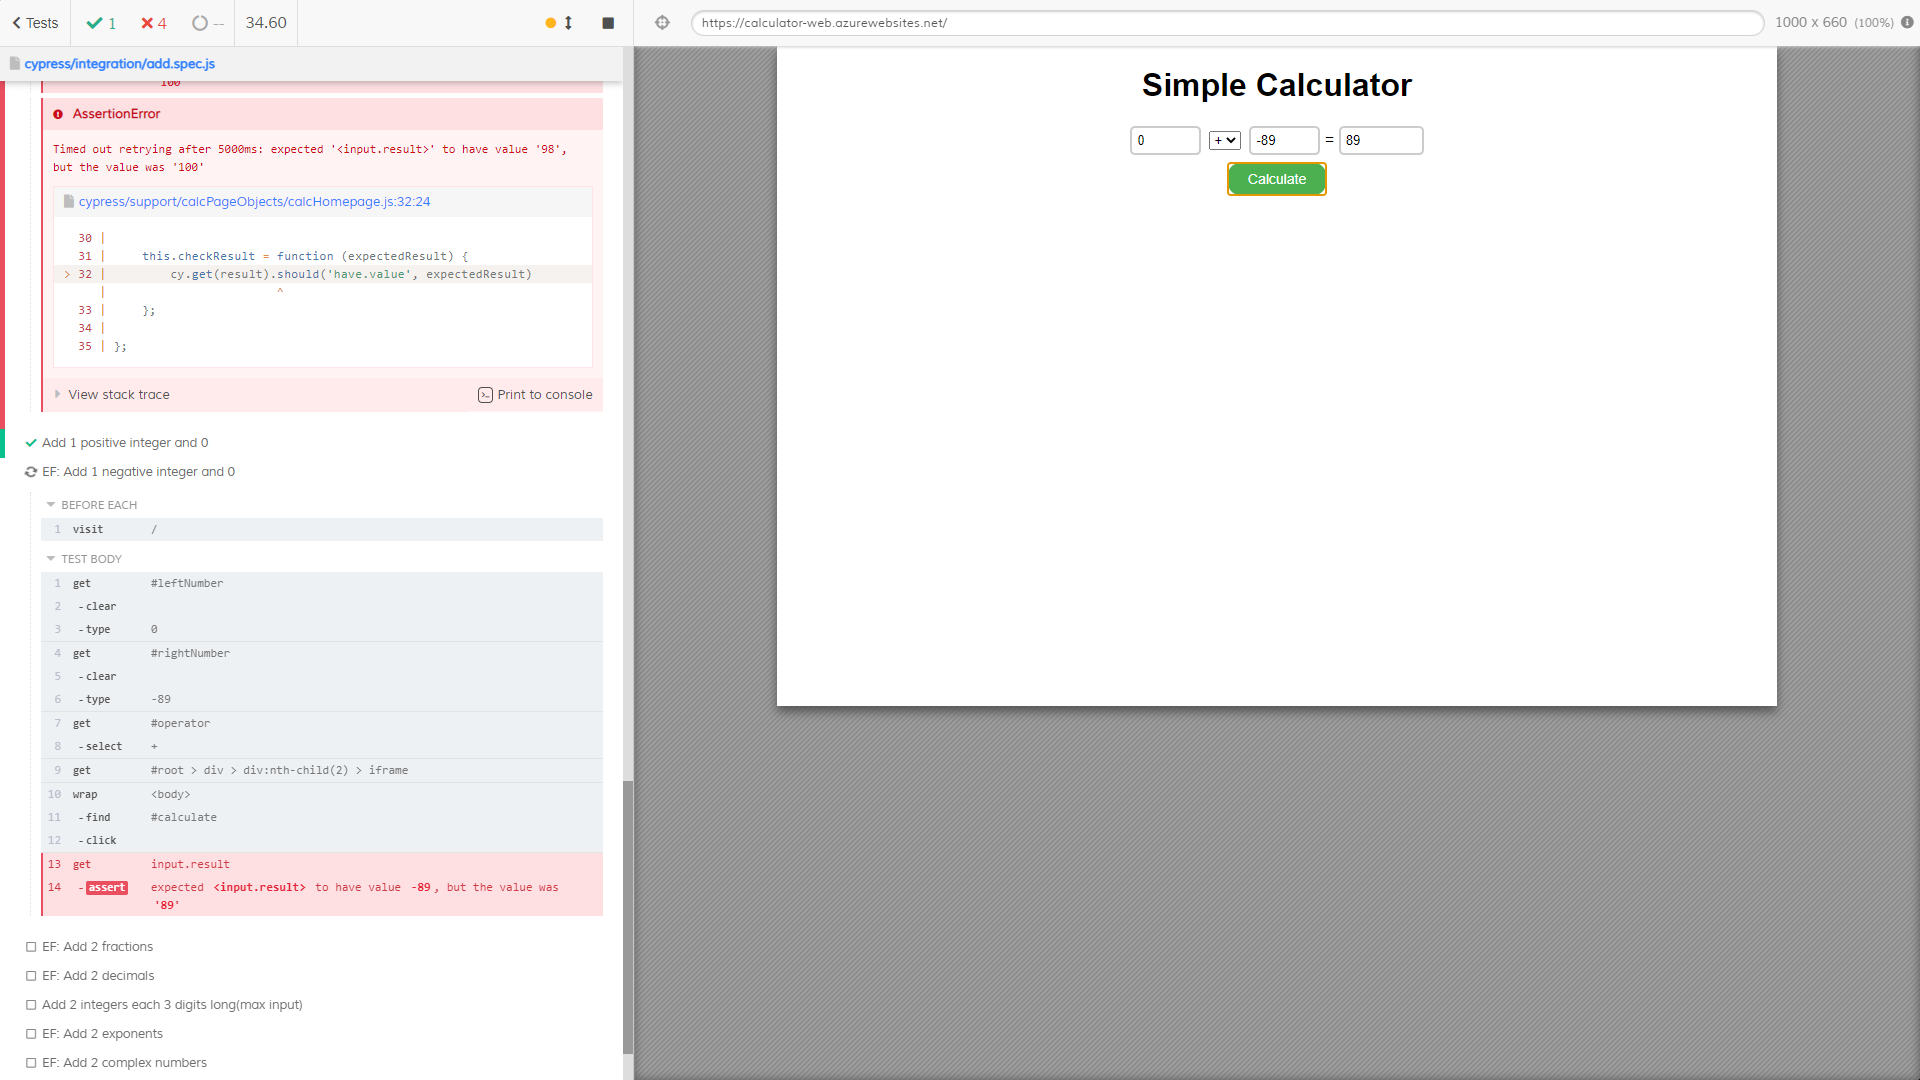 Tests
1
4
--
34.60
https://calculator-web.azurewebsites.net/
1000 x 660 (100%)
cypress/integration/add.spec.js
100
AssertionError
Timed out retrying after 5000ms: expected '<input.result>' to have value '98',
but the value was '100'
cypress/support/calcPageObjects/calcHomepage.js:32:24
30 |
31 | this.checkResult = function (expectedResult) {
> 32 | cy.get(result).should('have.value', expectedResult)
| ^
33 | };
34 |
35 | };
View stack trace
Print to console
Add 1 positive integer and 0
EF: Add 1 negative integer and 0
BEFORE EACH
1 visit /
TEST BODY
1 get #leftNumber
2 -clear
3 -type 0
4 get #rightNumber
5 -clear
6 -type -89
7 get #operator
8 -select +
9 get #root > div > div:nth-child(2) > iframe
10 wrap <body>
11 -find #calculate
12 -click
13 get input.result
14 -assert expected <input.result> to have value -89, but the value was
'89'
EF: Add 2 fractions
EF: Add 2 decimals
Add 2 integers each 3 digits long(max input)
EF: Add 2 exponents
EF: Add 2 complex numbers
Simple Calculator
0 + -89 = 89
Calculate